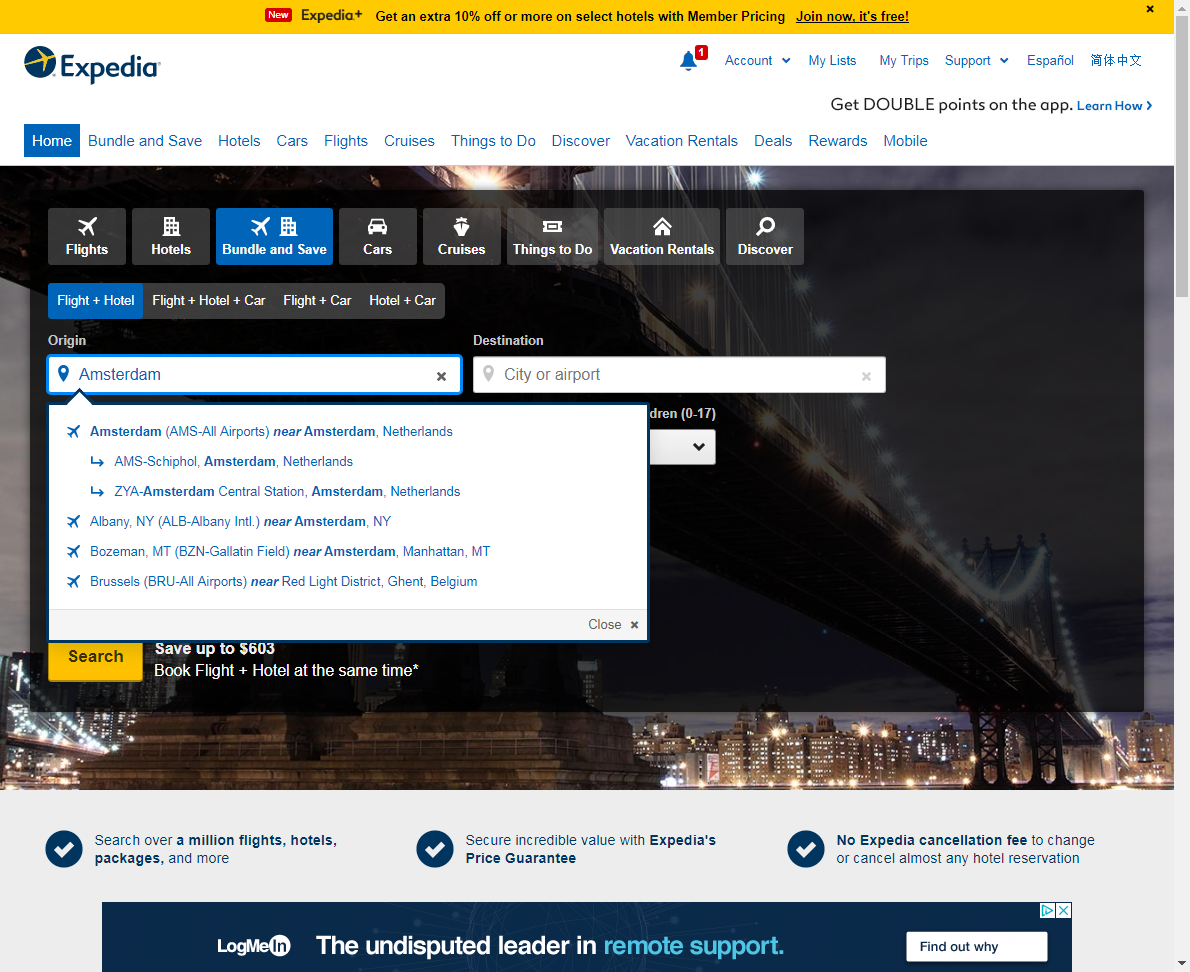 New Expedia+ Get an extra 10% off or more on select hotels with Member Pricing Join now, it's free!
Expedia
1 Account My Lists My Trips Support Español 简体中文
Get DOUBLE points on the app. Learn How
Home Bundle and Save Hotels Cars Flights Cruises Things to Do Discover Vacation Rentals Deals Rewards Mobile
Flights Hotels Bundle and Save Cars Cruises Things to Do Vacation Rentals Discover
Flight + Hotel Flight + Hotel + Car Flight + Car Hotel + Car
Origin Destination
Amsterdam City or airport
dren (0-17)
Amsterdam (AMS-All Airports) near Amsterdam, Netherlands
AMS-Schiphol, Amsterdam, Netherlands
ZYA-Amsterdam Central Station, Amsterdam, Netherlands
Albany, NY (ALB-Albany Intl.) near Amsterdam, NY
Bozeman, MT (BZN-Gallatin Field) near Amsterdam, Manhattan, MT
Brussels (BRU-All Airports) near Red Light District, Ghent, Belgium
Close
Save up to $603
Search
Book Flight + Hotel at the same time*
Search over a million flights, hotels,
packages, and more
Secure incredible value with Expedia's
Price Guarantee
No Expedia cancellation fee to change
or cancel almost any hotel reservation
LogMeIn The undisputed leader in remote support. Find out why